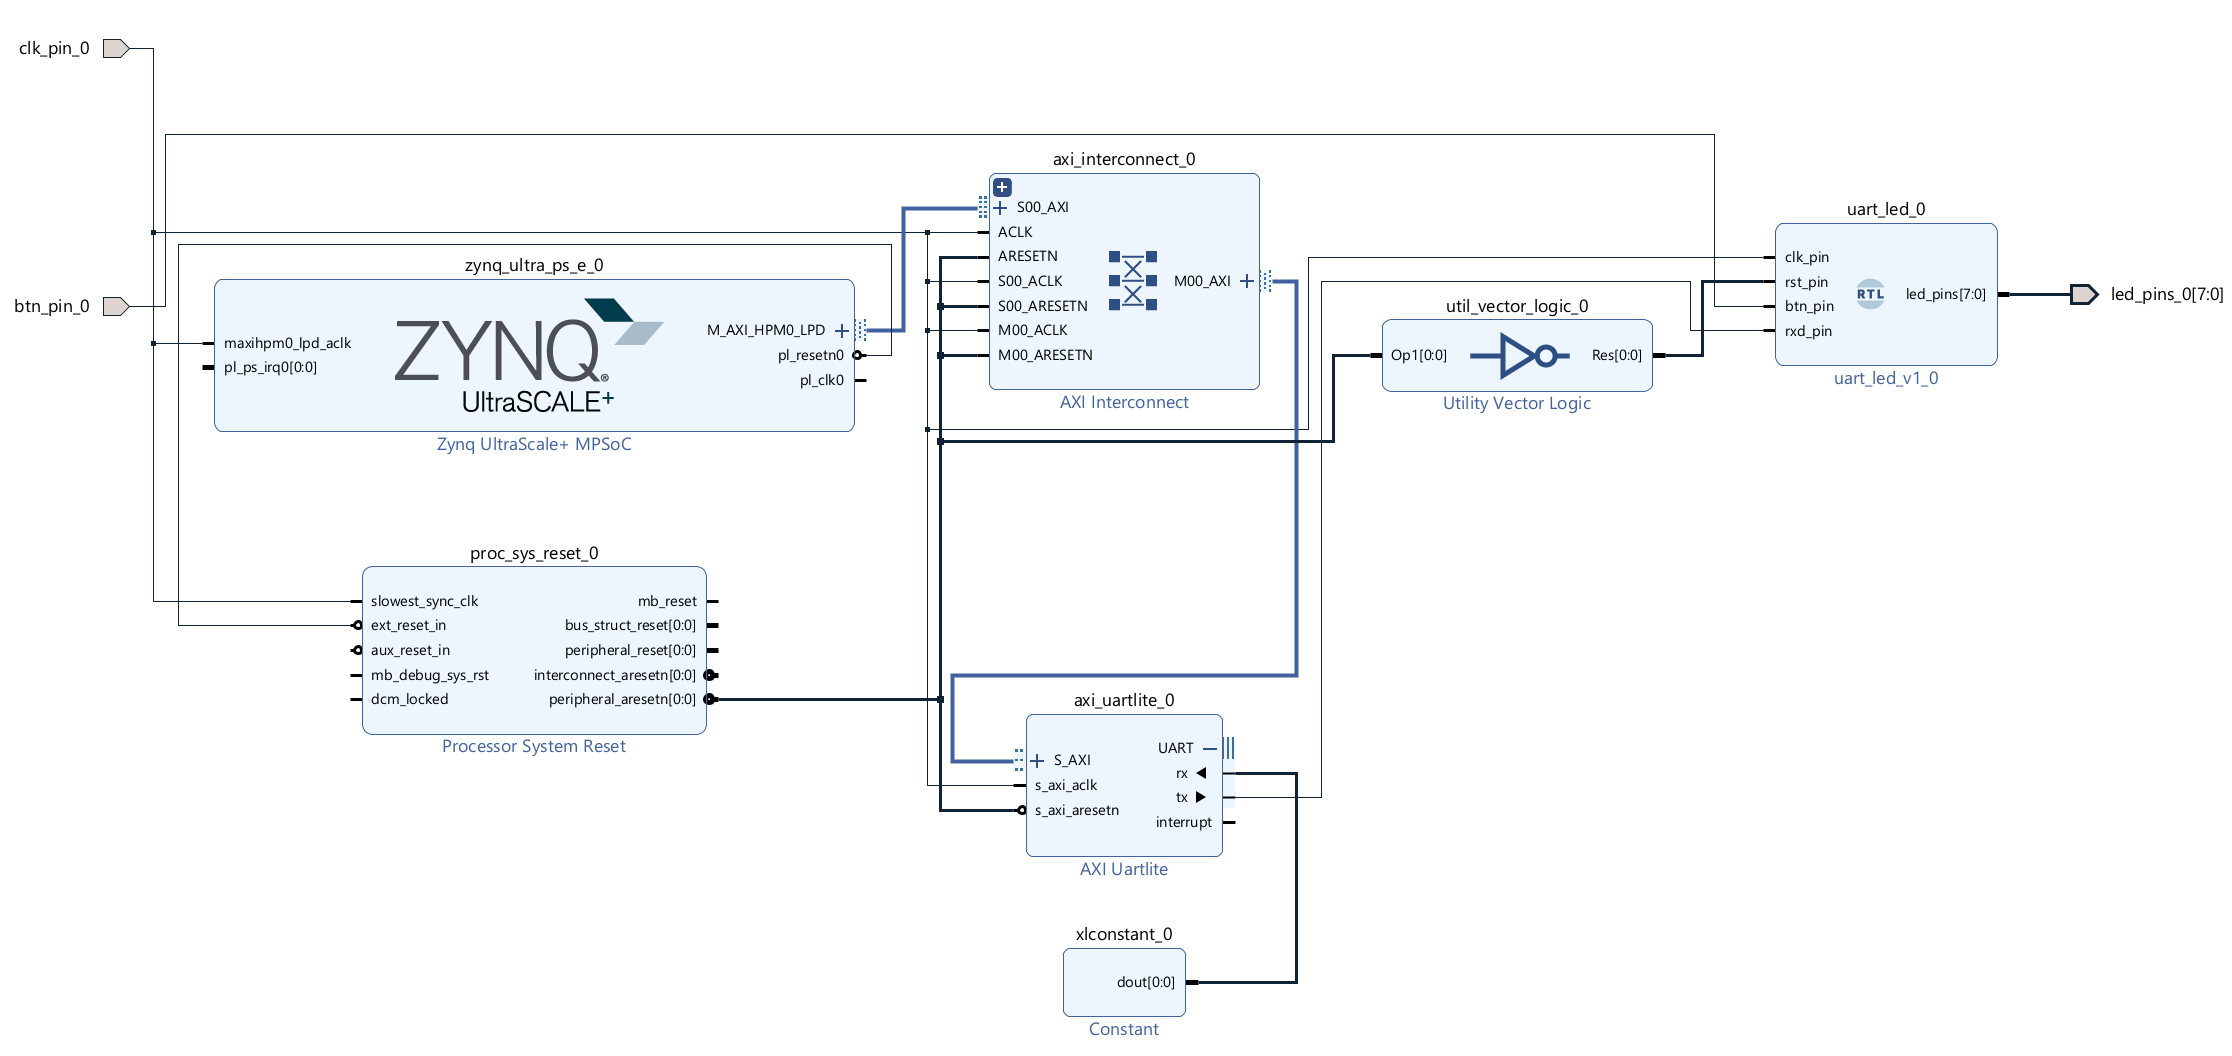 clk_pin_0
btn_pin_0
zynq_ultra_ps_e_0
maxihpm0_lpd_aclk
pl_ps_irq0[0:0]
ZYNQ®
UltraSCALE+
M_AXI_HPM0_LPD
pl_resetn0
pl_clk0
Zynq UltraScale+ MPSoC
proc_sys_reset_0
slowest_sync_clk
ext_reset_in
aux_reset_in
mb_debug_sys_rst
dcm_locked
mb_reset
bus_struct_reset[0:0]
peripheral_reset[0:0]
interconnect_aresetn[0:0]
peripheral_aresetn[0:0]
Processor System Reset
axi_interconnect_0
S00_AXI
ACLK
ARESETN
S00_ACLK
S00_ARESETN
M00_ACLK
M00_ARESETN
M00_AXI
AXI Interconnect
axi_uartlite_0
S_AXI
s_axi_aclk
s_axi_aresetn
UART
rx
tx
interrupt
AXI Uartlite
xlconstant_0
dout[0:0]
Constant
util_vector_logic_0
Op1[0:0]
Res[0:0]
Utility Vector Logic
uart_led_0
clk_pin
rst_pin
btn_pin
rxd_pin
RTL
led_pins[7:0]
uart_led_v1_0
led_pins_0[7:0]